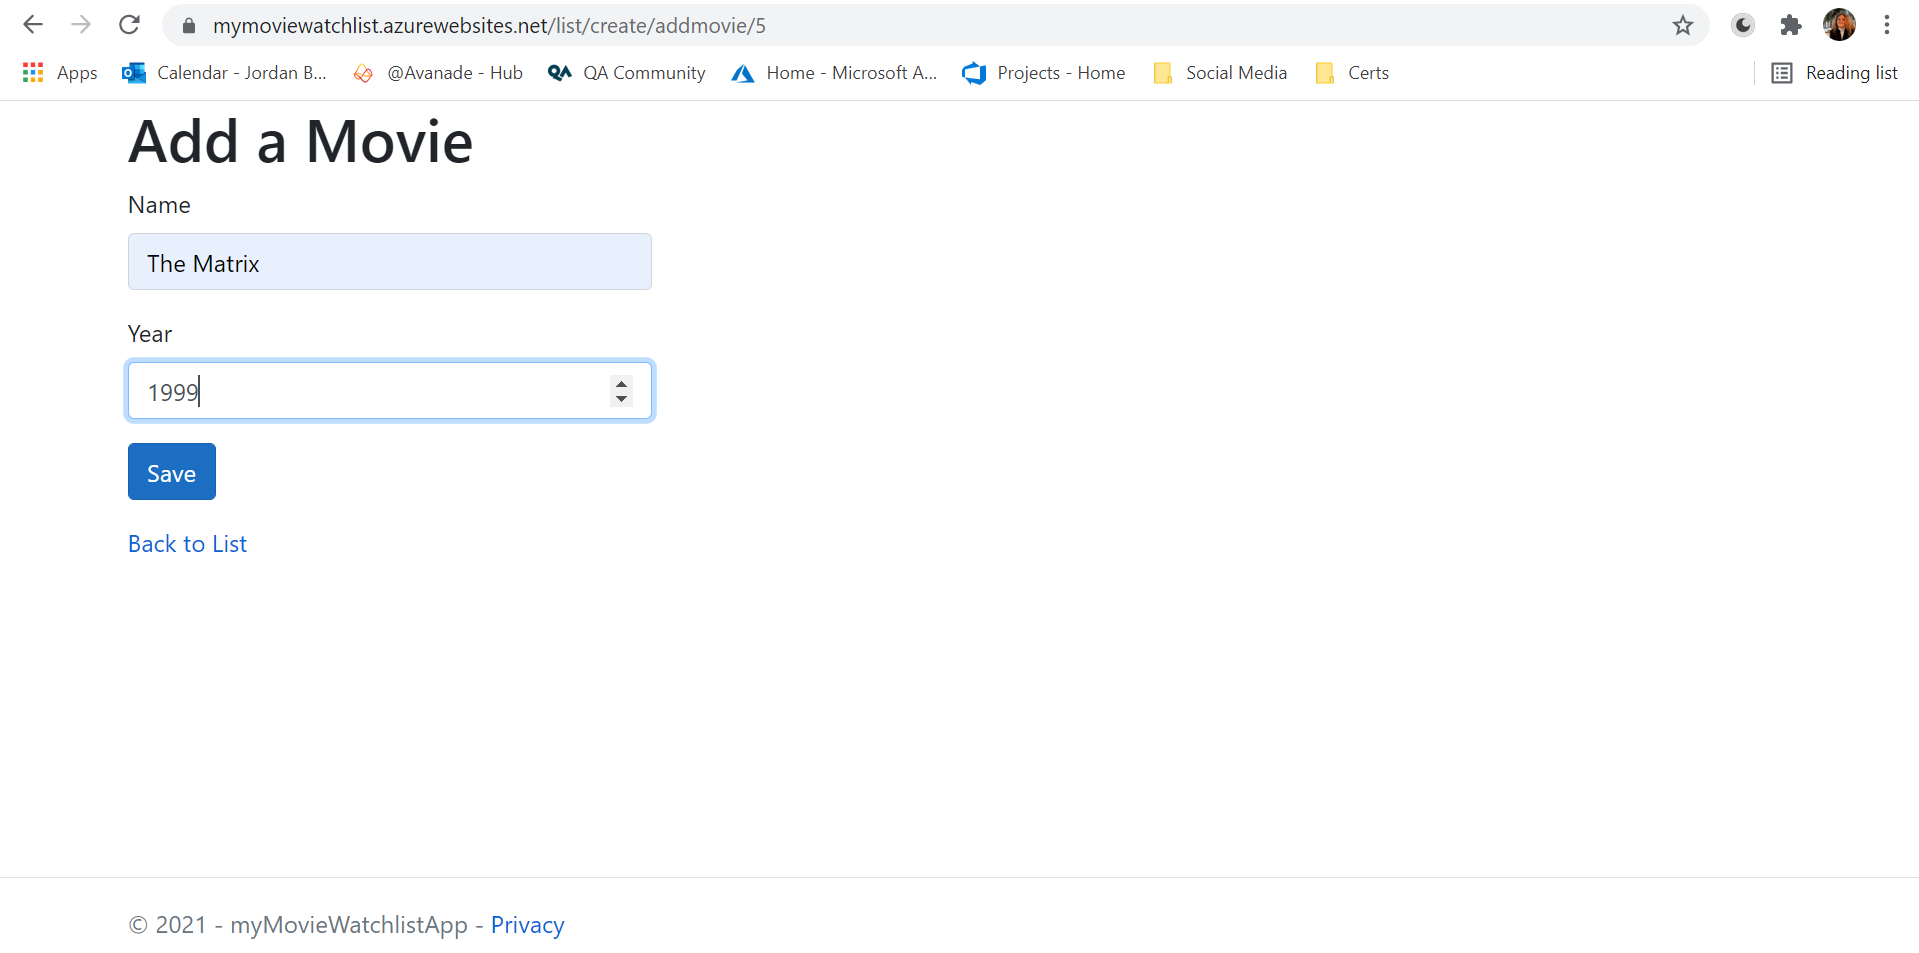 mymoviewatchlist.azurewebsites.net/list/create/addmovie/5
Apps Calendar - Jordan B... @Avanade - Hub QA QA Community Home - Microsoft A... Projects - Home Social Media Certs Reading list
Add a Movie
Name
The Matrix
Year
1999
Save
Back to List
© 2021 - myMovieWatchlistApp - Privacy